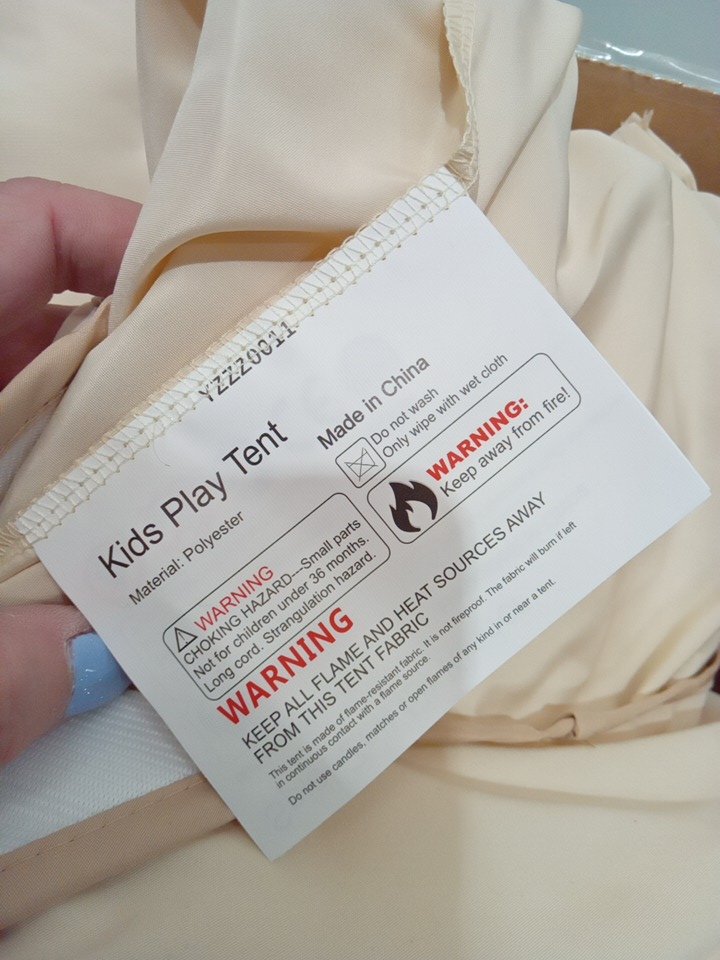 YZZZ0011
Kids Play Tent
Made in China
Material: Polyester
Do not wash
Only wipe with wet cloth
WARNING
CHOKING HAZARD---Small parts
Not for children under 36 months.
Long cord. Strangulation hazard.
WARNING:
Keep away from fire!
WARNING
KEEP ALL FLAME AND HEAT SOURCES AWAY
FROM THIS TENT FABRIC
This tent is made of flame-resistant fabric. It is not fireproof. The fabric will burn if left
in continuous contact with a flame source.
Do not use candles, matches or open flames of any kind in or near a tent.